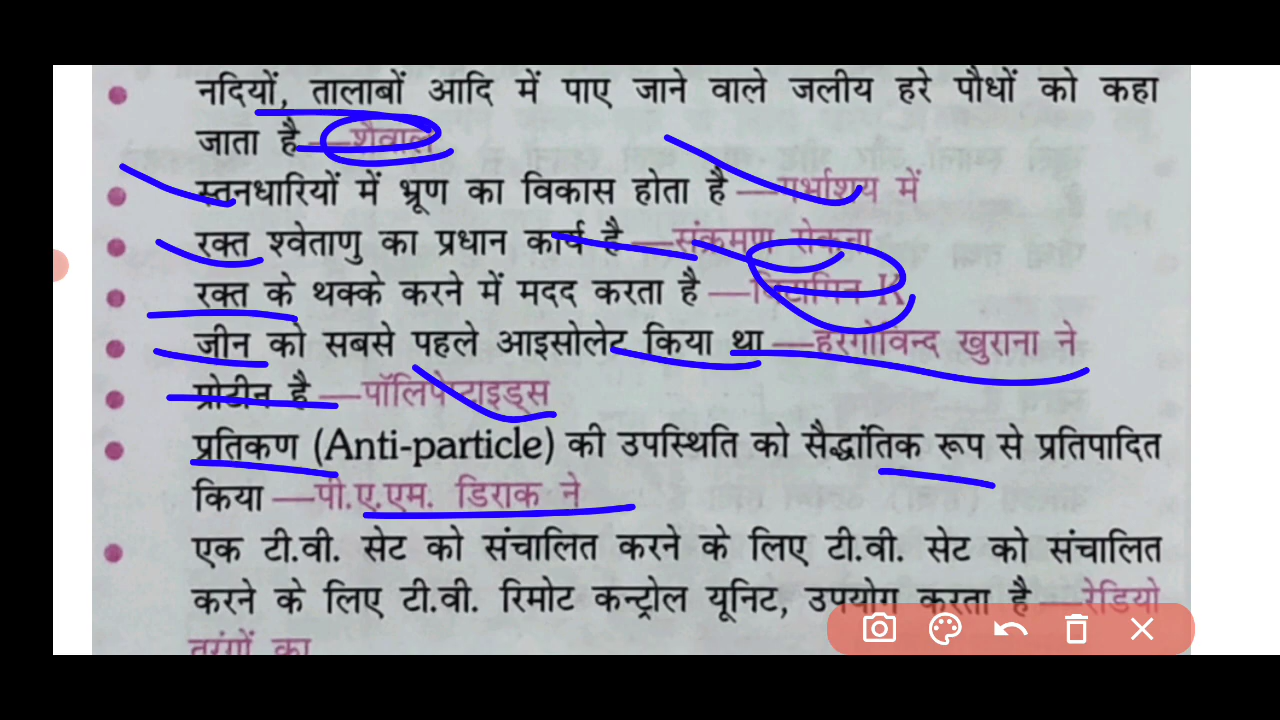 नदियों, तालाबों आदि में पाए जाने वाले जलीय हरे पौधों को कहा
जाता है —शैवाल
स्तनधारियों में भ्रूण का विकास होता है —गर्भाशय में
रक्त श्वेताणु का प्रधान कार्य है —संक्रमण रोकना
रक्त के थक्के करने में मदद करता है —विटामिन K
जीन को सबसे पहले आइसोलेट किया था —हरगोविन्द खुराना ने
प्रोटीन है —पॉलिपेप्टाइड्स
प्रतिकण (Anti-particle) की उपस्थिति को सैद्धांतिक रूप से प्रतिपादित
किया —पी.ए.एम. डिराक ने
एक टी.वी. सेट को संचालित करने के लिए टी.वी. सेट को संचालित
करने के लिए टी.वी. रिमोट कन्ट्रोल यूनिट, उपयोग करता है —रेडियो
तरंगों का